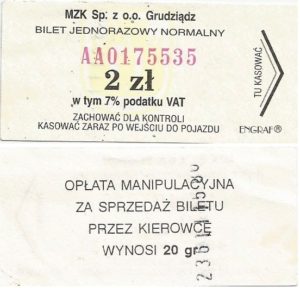 MZK Sp. z o.o. Grudziądz
BILET JEDNORAZOWY NORMALNY
AA0175535
2 zł
w tym 7% podatku VAT
ZACHOWAĆ DLA KONTROLI
KASOWAĆ ZARAZ PO WEJŚCIU DO POJAZDU
TU KASOWAĆ
ENGRAF®
OPŁATA MANIPULACYJNA
ZA SPRZEDAŻ BILETU
PRZEZ KIEROWCĘ
WYNOSI 20 gr